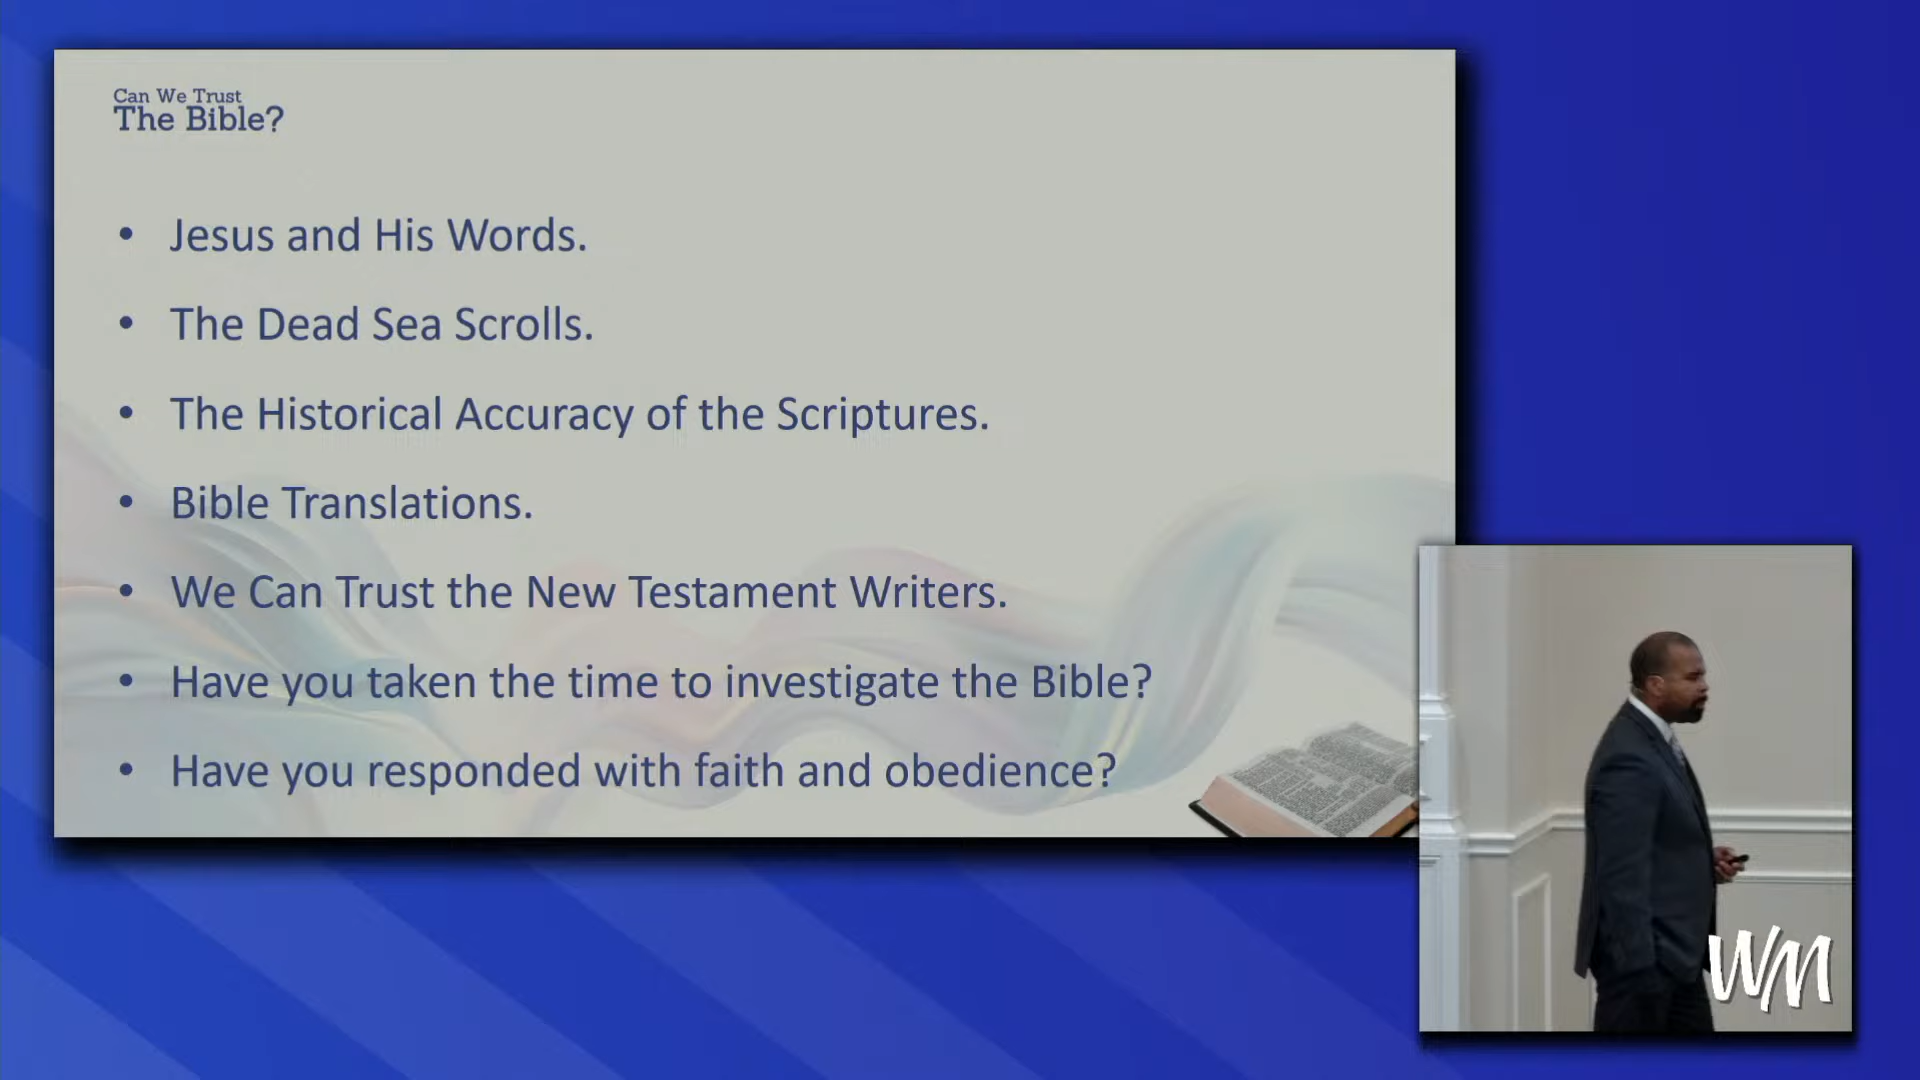 Can We Trust
The Bible?
• Jesus and His Words.
• The Dead Sea Scrolls.
• The Historical Accuracy of the Scriptures.
• Bible Translations.
• We Can Trust the New Testament Writers.
• Have you taken the time to investigate the Bible?
• Have you responded with faith and obedience?
WM